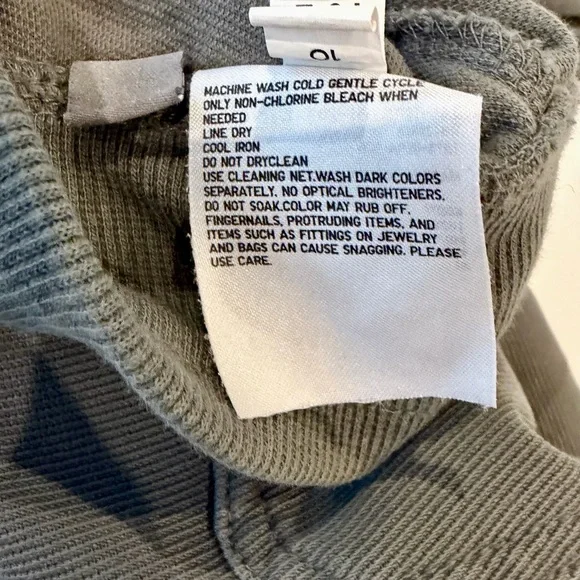 MACHINE WASH COLD GENTLE CYCLE
ONLY NON-CHLORINE BLEACH WHEN
NEEDED
LINE DRY
COOL IRON
DO NOT DRYCLEAN
USE CLEANING NET.WASH DARK COLORS
SEPARATELY. NO OPTICAL BRIGHTENERS,
DO NOT SOAK.COLOR MAY RUB OFF,
FINGERNAILS, PROTRUDING ITEMS, AND
ITEMS SUCH AS FITTINGS ON JEWELRY
AND BAGS CAN CAUSE SNAGGING. PLEASE
USE CARE.